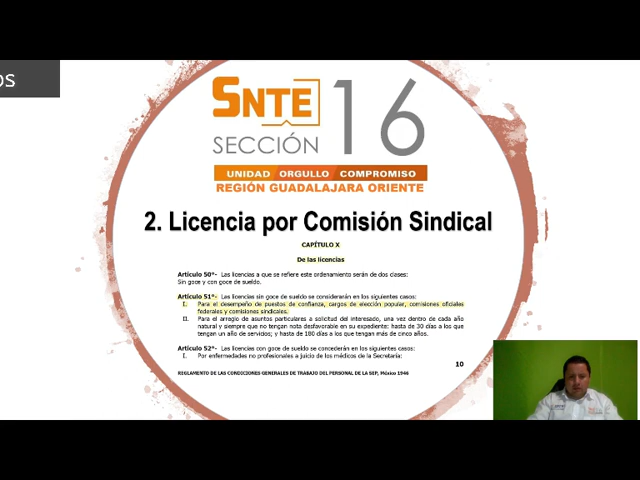 os
SNTE
SECCIÓN 16
UNIDAD ORGULLO COMPROMISO
REGIÓN GUADALAJARA ORIENTE
2. Licencia por Comisión Sindical
CAPÍTULO X
De las licencias
Artículo 50°- Las licencias a que se refiere este ordenamiento serán de dos clases:
Sin goce y con goce de sueldo.
Artículo 51°- Las licencias sin goce de sueldo se considerarán en los siguientes casos:
I. Para el desempeño de puestos de confianza, cargos de elección popular, comisiones oficiales
federales y comisiones sindicales.
II. Para el arreglo de asuntos particulares a solicitud del interesado, una vez dentro de cada año
natural y siempre que no tengan nota desfavorable en su expediente: hasta de 30 días a los que
tengan un año de servicios; y hasta de 180 días a los que tengan más de cinco años.
Artículo 52°- Las licencias con goce de sueldo se concederán en los siguientes casos:
I. Por enfermedades no profesionales a juicio de los médicos de la Secretaría:
10
REGLAMENTO DE LAS CONDICIONES GENERALES DE TRABAJO DEL PERSONAL DE LA SEP, México 1946